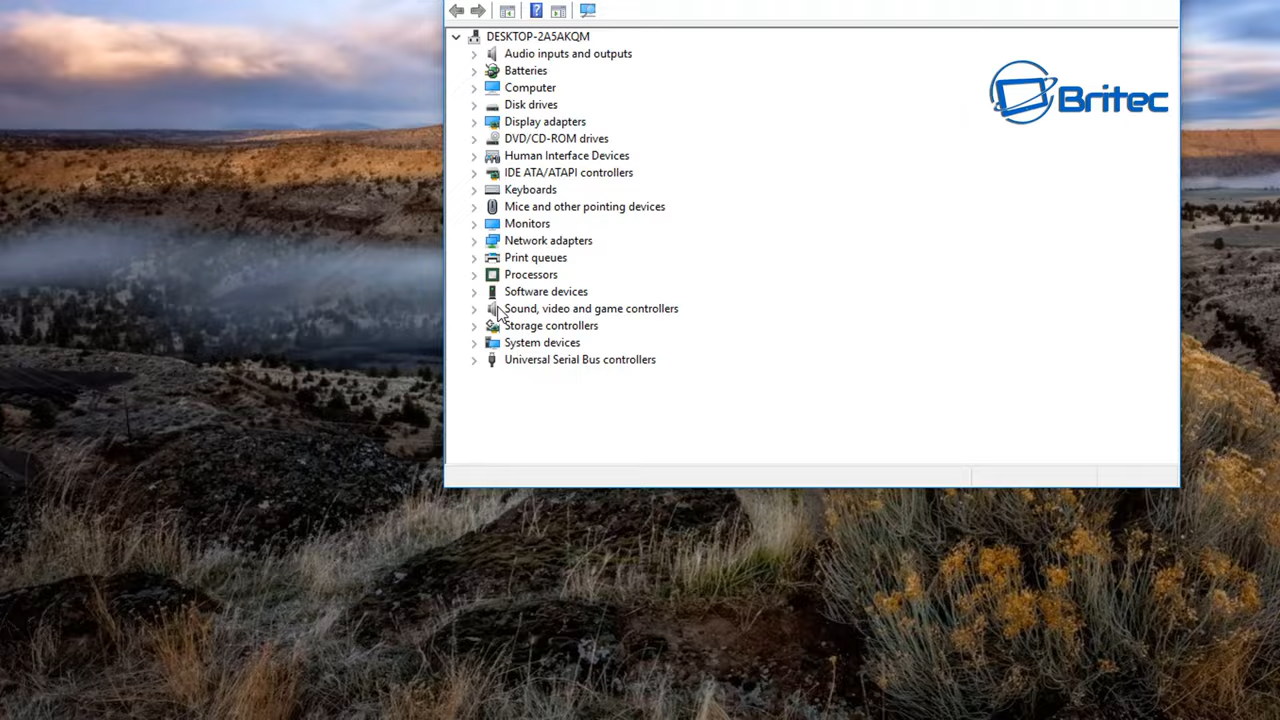 DESKTOP-2A5AKQM
Audio inputs and outputs
Batteries
Computer
Disk drives
Display adapters
DVD/CD-ROM drives
Human Interface Devices
IDE ATA/ATAPI controllers
Keyboards
Mice and other pointing devices
Monitors
Network adapters
Print queues
Processors
Software devices
Sound, video and game controllers
Storage controllers
System devices
Universal Serial Bus controllers
Britec